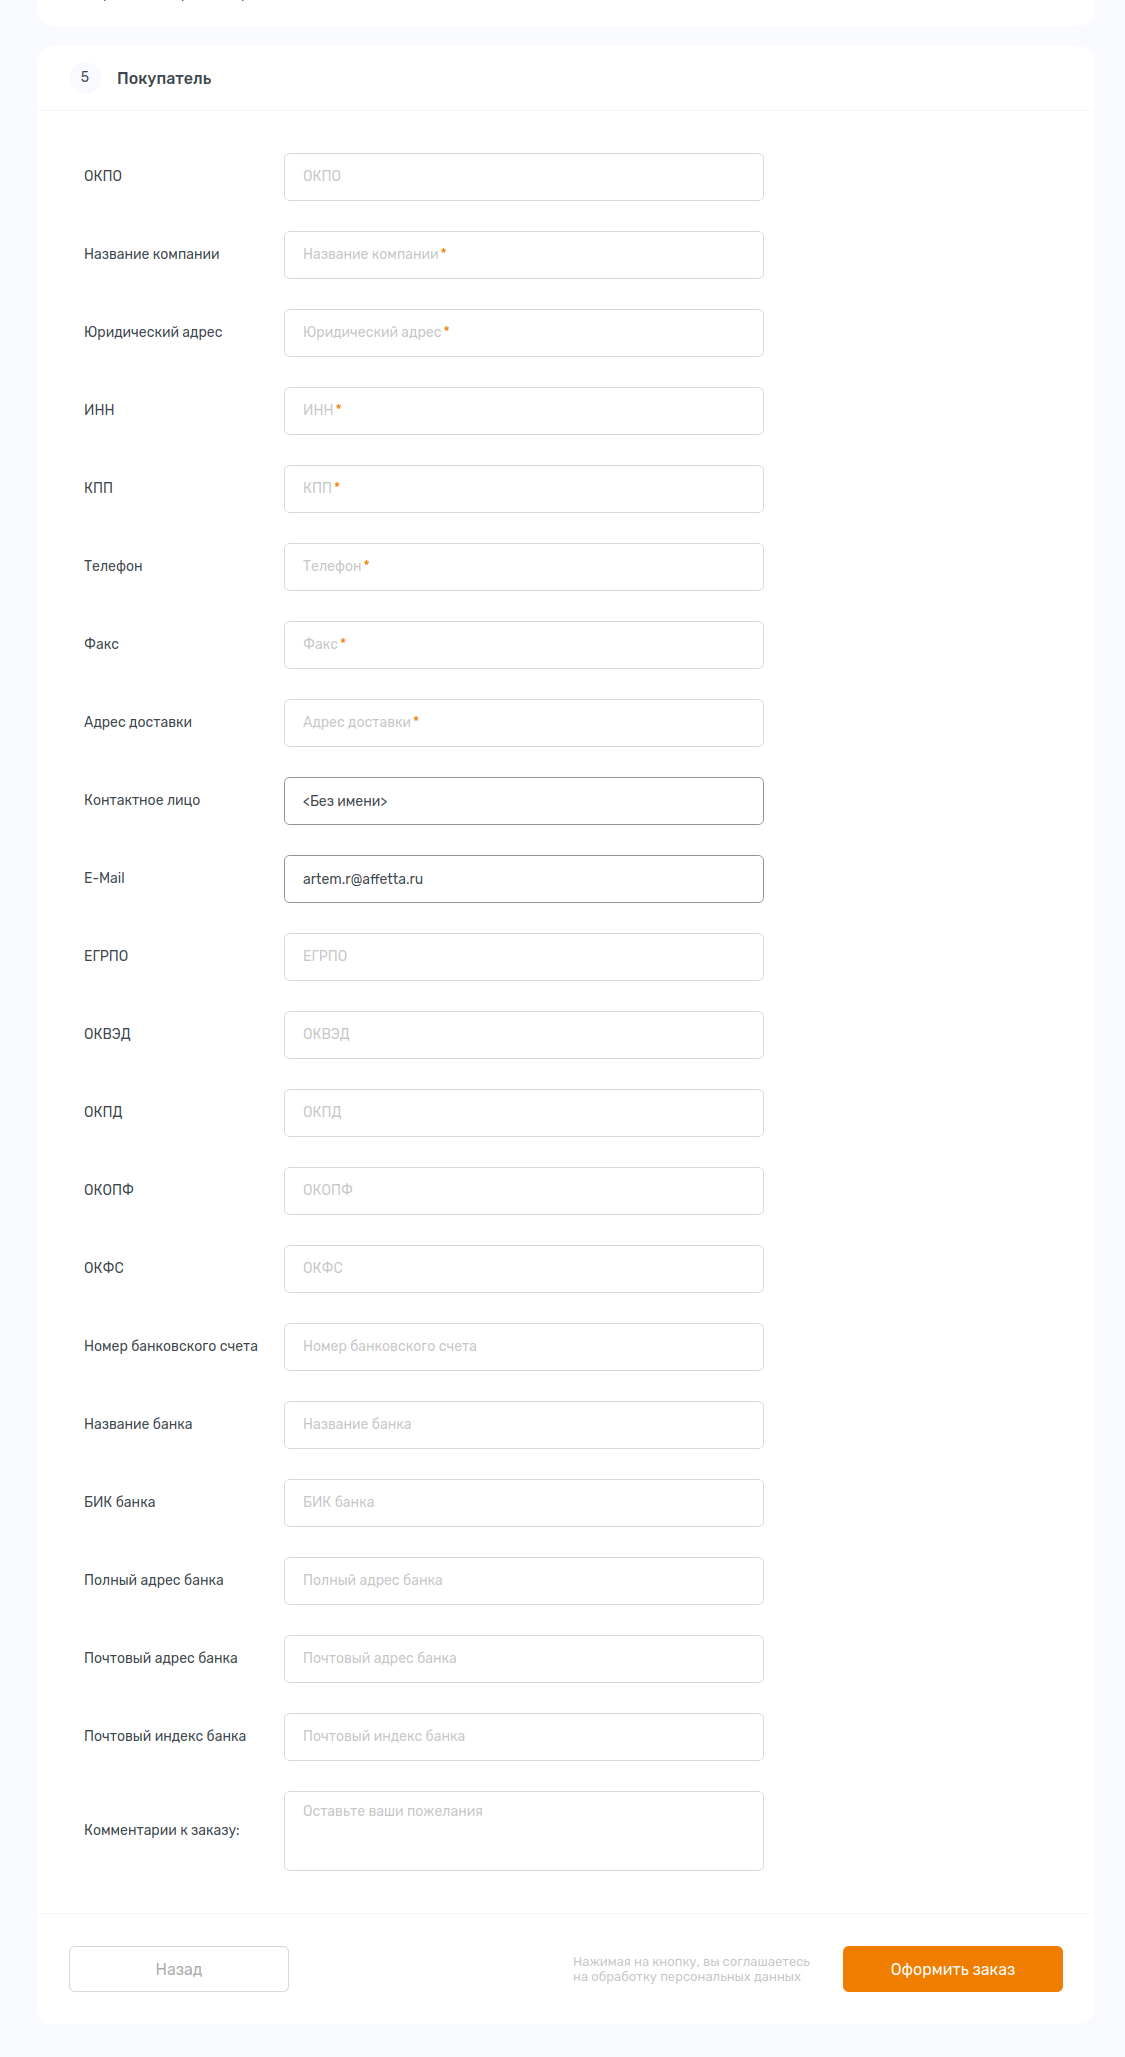 5 Покупатель
ОКПО ОКПО
Название компании Название компании *
Юридический адрес Юридический адрес *
ИНН ИНН *
КПП КПП *
Телефон Телефон *
Факс Факс *
Адрес доставки Адрес доставки *
Контактное лицо <Без имени>
E-Mail artem.r@affetta.ru
ЕГРПО ЕГРПО
ОКВЭД ОКВЭД
ОКПД ОКПД
ОКОПФ ОКОПФ
ОКФС ОКФС
Номер банковского счета Номер банковского счета
Название банка Название банка
БИК банка БИК банка
Полный адрес банка Полный адрес банка
Почтовый адрес банка Почтовый адрес банка
Почтовый индекс банка Почтовый индекс банка
Комментарии к заказу: Оставьте ваши пожелания
Назад
Нажимая на кнопку, вы соглашаетесь
на обработку персональных данных
Оформить заказ